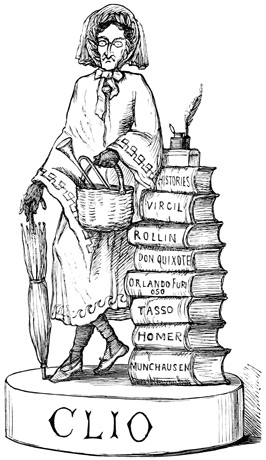 HISTORIES
VIRGIL
ROLLIN
DON QUIXOTE
ORLANDO FURI
OSO
TASSO
HOMER
MUNCHAUSEN
CLIO